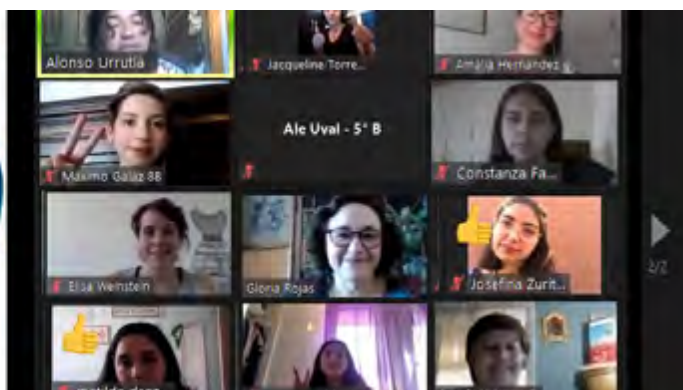 Alonso Urrutia
Jacqueline Torre...
Amalia Hernandez
Maximo Galaz 88
Ale Uval - 5° B
Constanza Fa...
Elisa Weinstein
Gloria Rojas
Josefina Zurit...
2/2